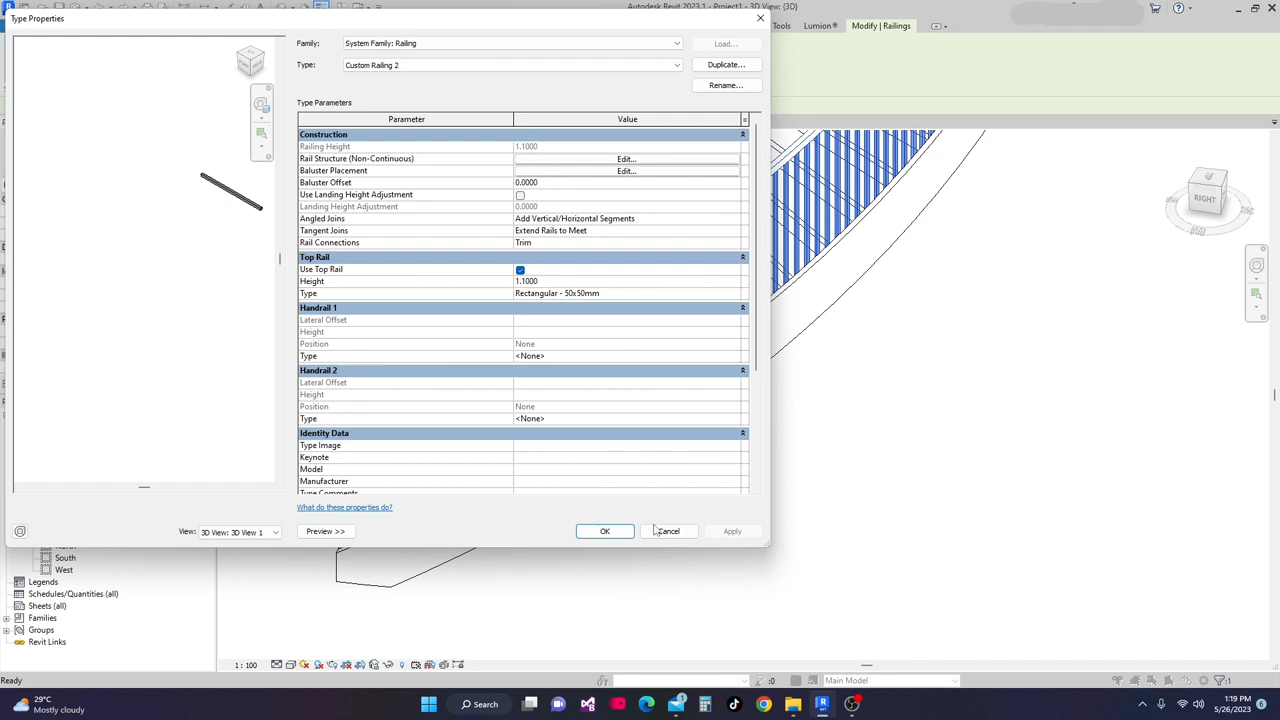 Type Properties
Autodesk Revit 2023.1 - Project1 - 3D View: (3D)
Tools Lumion® Modify | Railings
Family: System Family: Railing Load...
Type: Custom Railing 2 Duplicate...
Rename...
Type Parameters
Parameter Value =
Construction
Railing Height 1.1000
Rail Structure (Non-Continuous) Edit...
Baluster Placement Edit...
Baluster Offset 0.0000
Use Landing Height Adjustment
Landing Height Adjustment 0.0000
Angled Joins Add Vertical/Horizontal Segments
Tangent Joins Extend Rails to Meet
Rail Connections Trim
Top Rail
Use Top Rail
Height 1.1000
Type Rectangular - 50x50mm
Handrail 1
Lateral Offset
Height
Position None
Type <None>
Handrail 2
Lateral Offset
Height
Position None
Type <None>
Identity Data
Type Image
Keynote
Model
Manufacturer
Type Comments
What do these properties do?
View: 3D View: 3D View 1 Preview >> OK Cancel Apply
RIGHT
North
South
West
Legends
Schedules/Quantities (all)
Sheets (all)
Families
Groups
Revit Links
1 : 100
Ready :0 Main Model :1
29°C
Mostly cloudy
Search
1:19 PM
5/26/2023